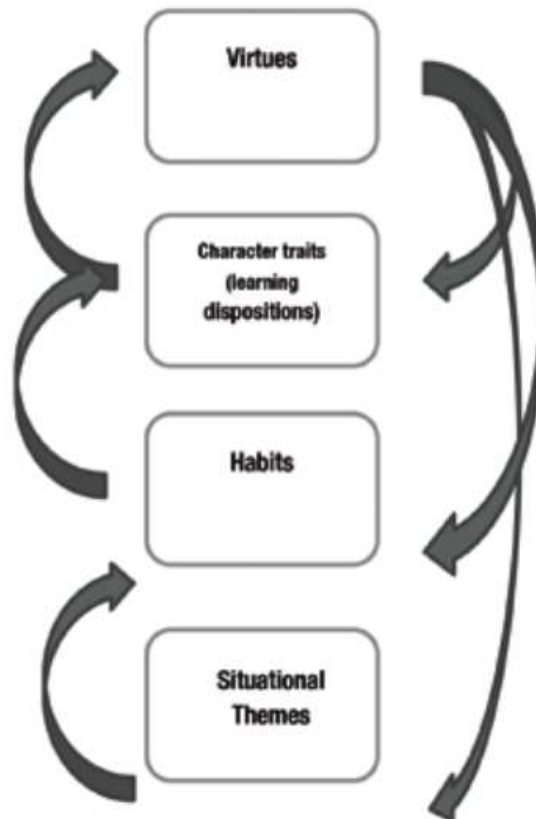 Virtues
Character traits
(learning
dispositions)
Habits
Situational
Themes